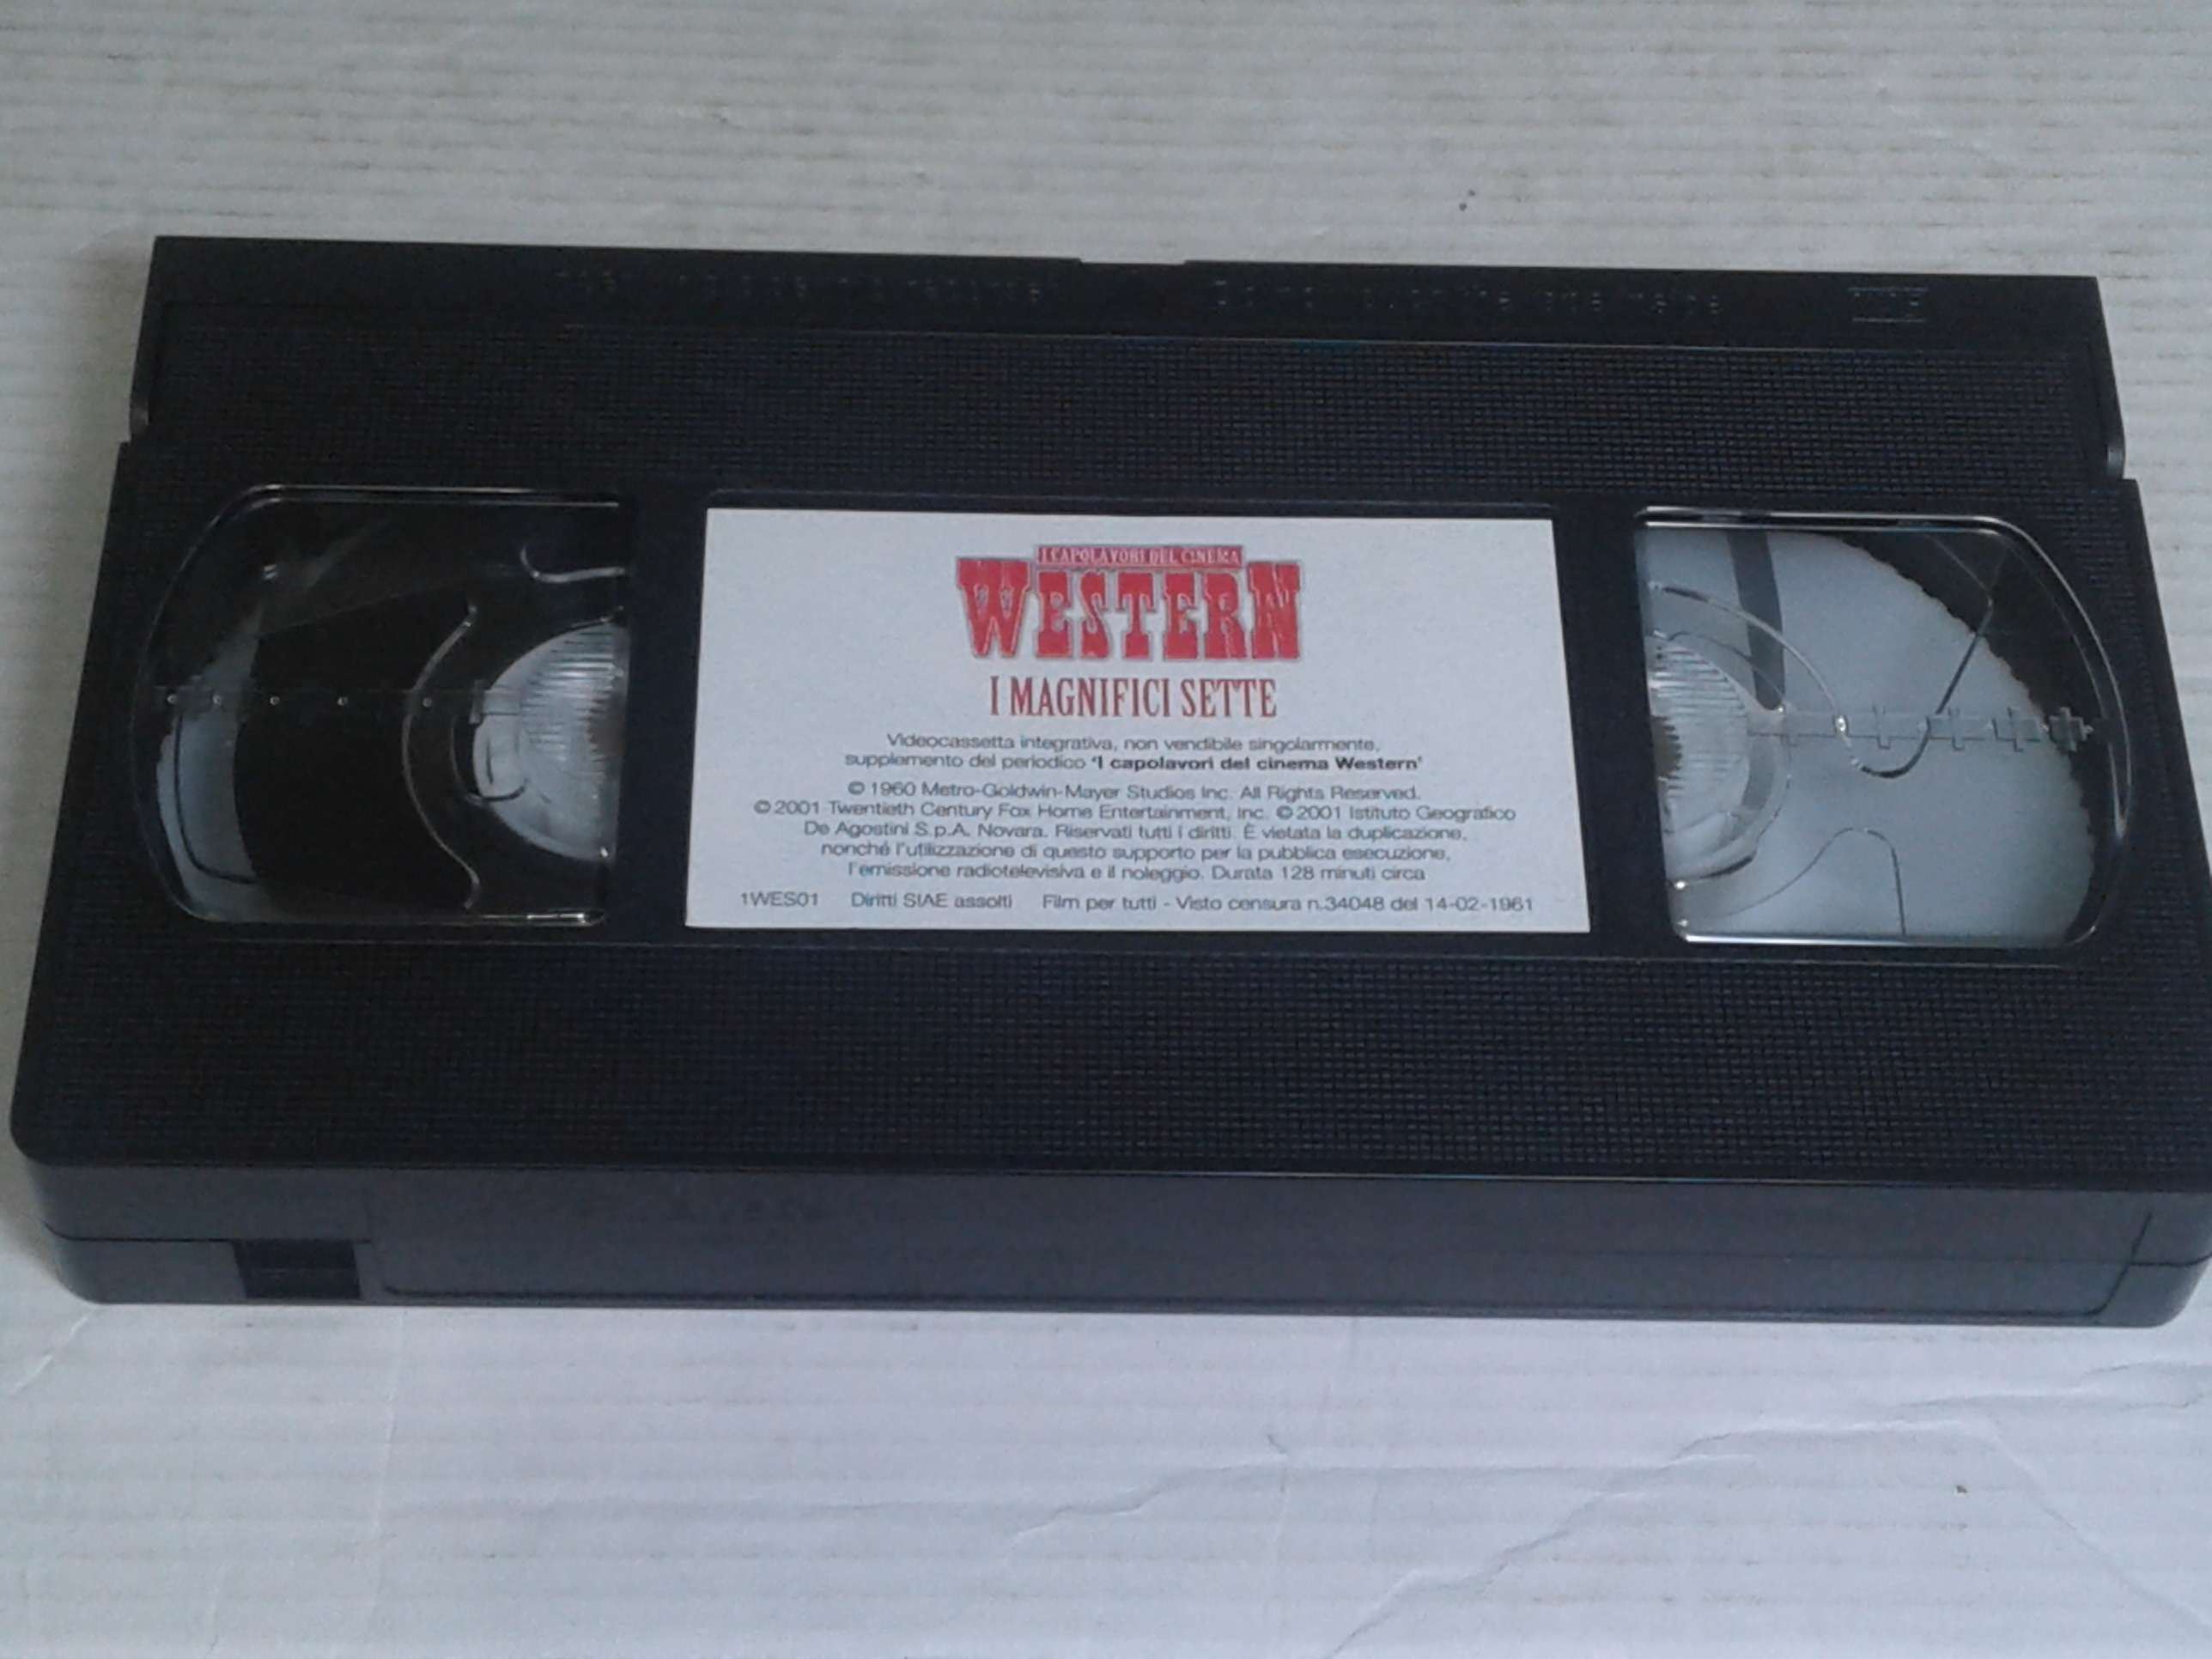 I CAPOLAVORI DEL CINEMA
WESTERN
I MAGNIFICI SETTE
Videocassetta integrativa, non vendibile singolarmente,
supplemento del periodico 'I capolavori del cinema Western'
© 1960 Metro-Goldwin-Mayer Studios Inc. All Rights Reserved.
© 2001 Twentieth Century Fox Home Entertainment, Inc. © 2001 Istituto Geografico
De Agostini S.p.A. Novara. Riservati tutti i diritti. È vietata la duplicazione,
nonché l'utilizzazione di questo supporto per la pubblica esecuzione,
l'emissione radiotelevisiva e il noleggio. Durata 128 minuti circa
1WES01 Diritti SIAE assolti Film per tutti - Visto censura n.34048 del 14-02-1961